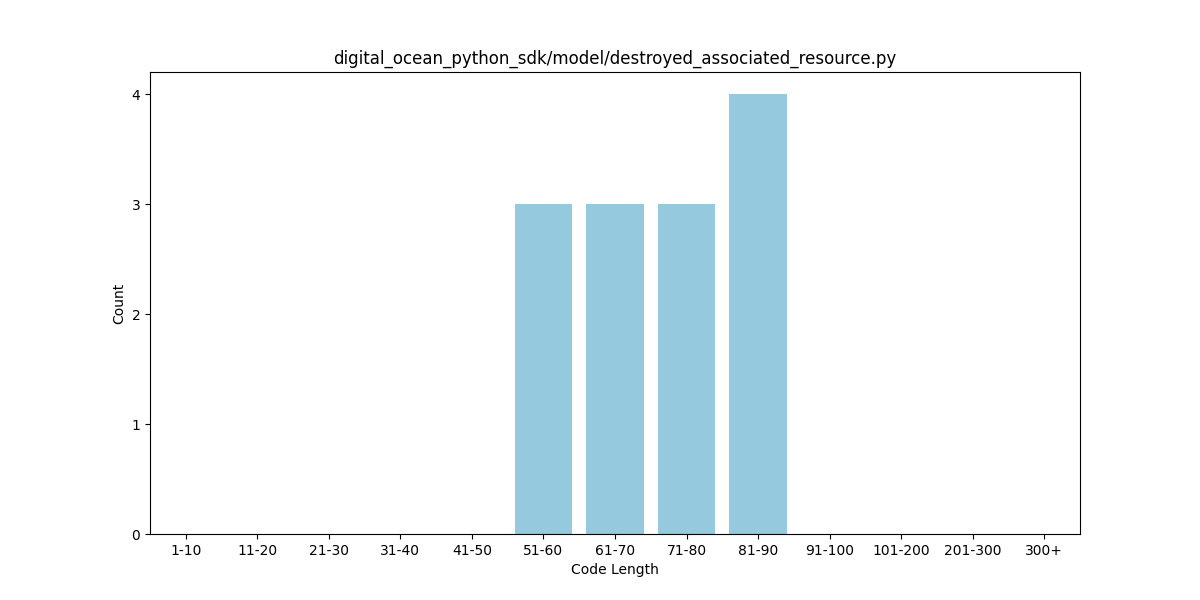 digital_ocean_python_sdk/model/destroyed_associated_resource.py
Count
4
3
2
1
0
1-10 11-20 21-30 31-40 41-50 51-60 61-70 71-80 81-90 91-100 101-200 201-300 300+
Code Length